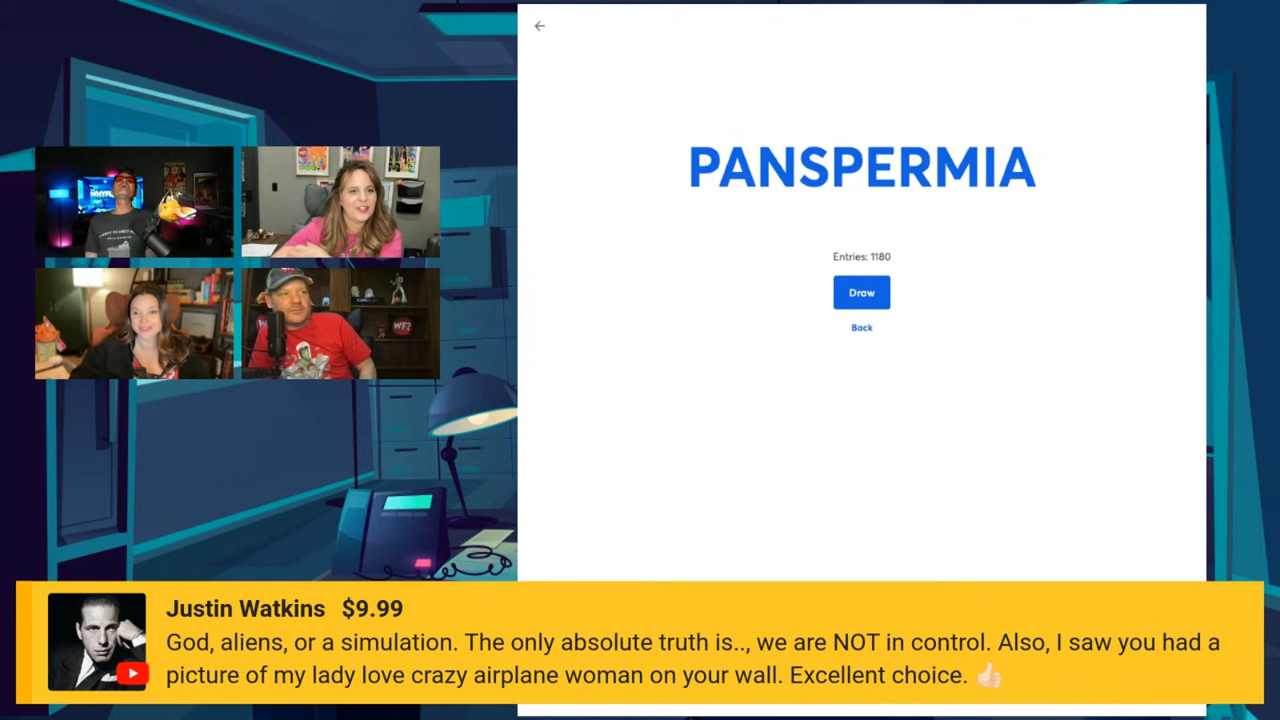 PANSPERMIA
Entries: 1180
Draw
Back
WF?
Justin Watkins $9.99
God, aliens, or a simulation. The only absolute truth is.., we are NOT in control. Also, I saw you had a
picture of my lady love crazy airplane woman on your wall. Excellent choice. 👍🏻